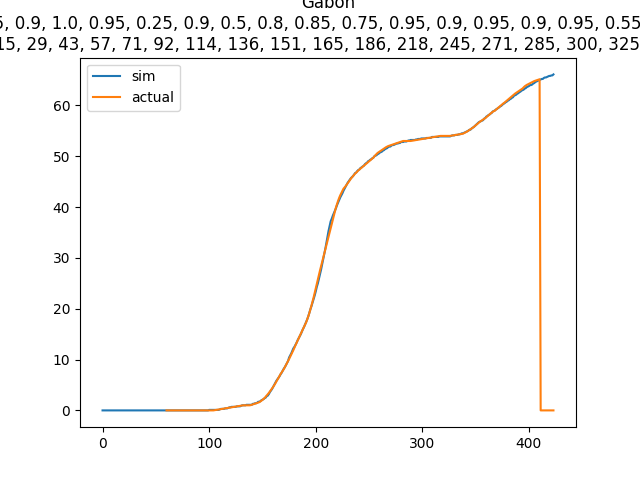 Gabon
0.9, 1.0, 0.95, 0.25, 0.9, 0.5, 0.8, 0.85, 0.75, 0.95, 0.9, 0.95, 0.9, 0.95, 0.55
15, 29, 43, 57, 71, 92, 114, 136, 151, 165, 186, 218, 245, 271, 285, 300, 325
sim
actual
60
50
40
30
20
10
0
0 100 200 300 400